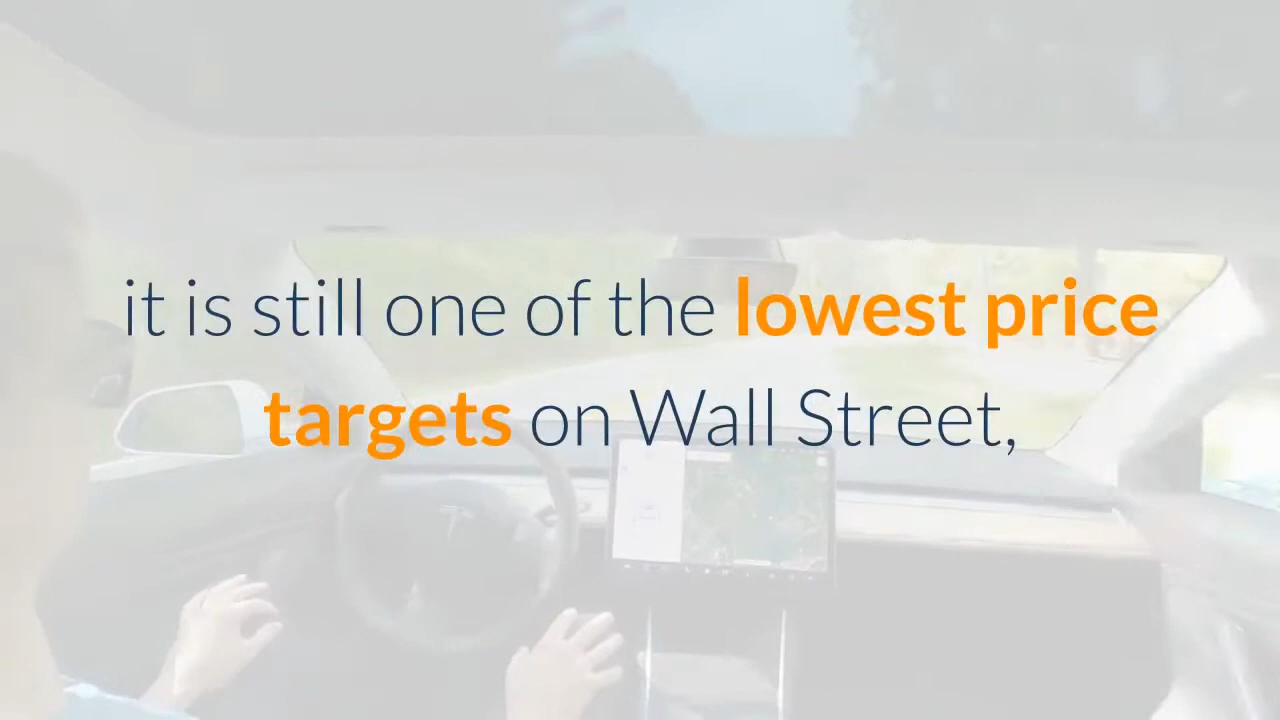 it is still one of the lowest price
targets on Wall Street,